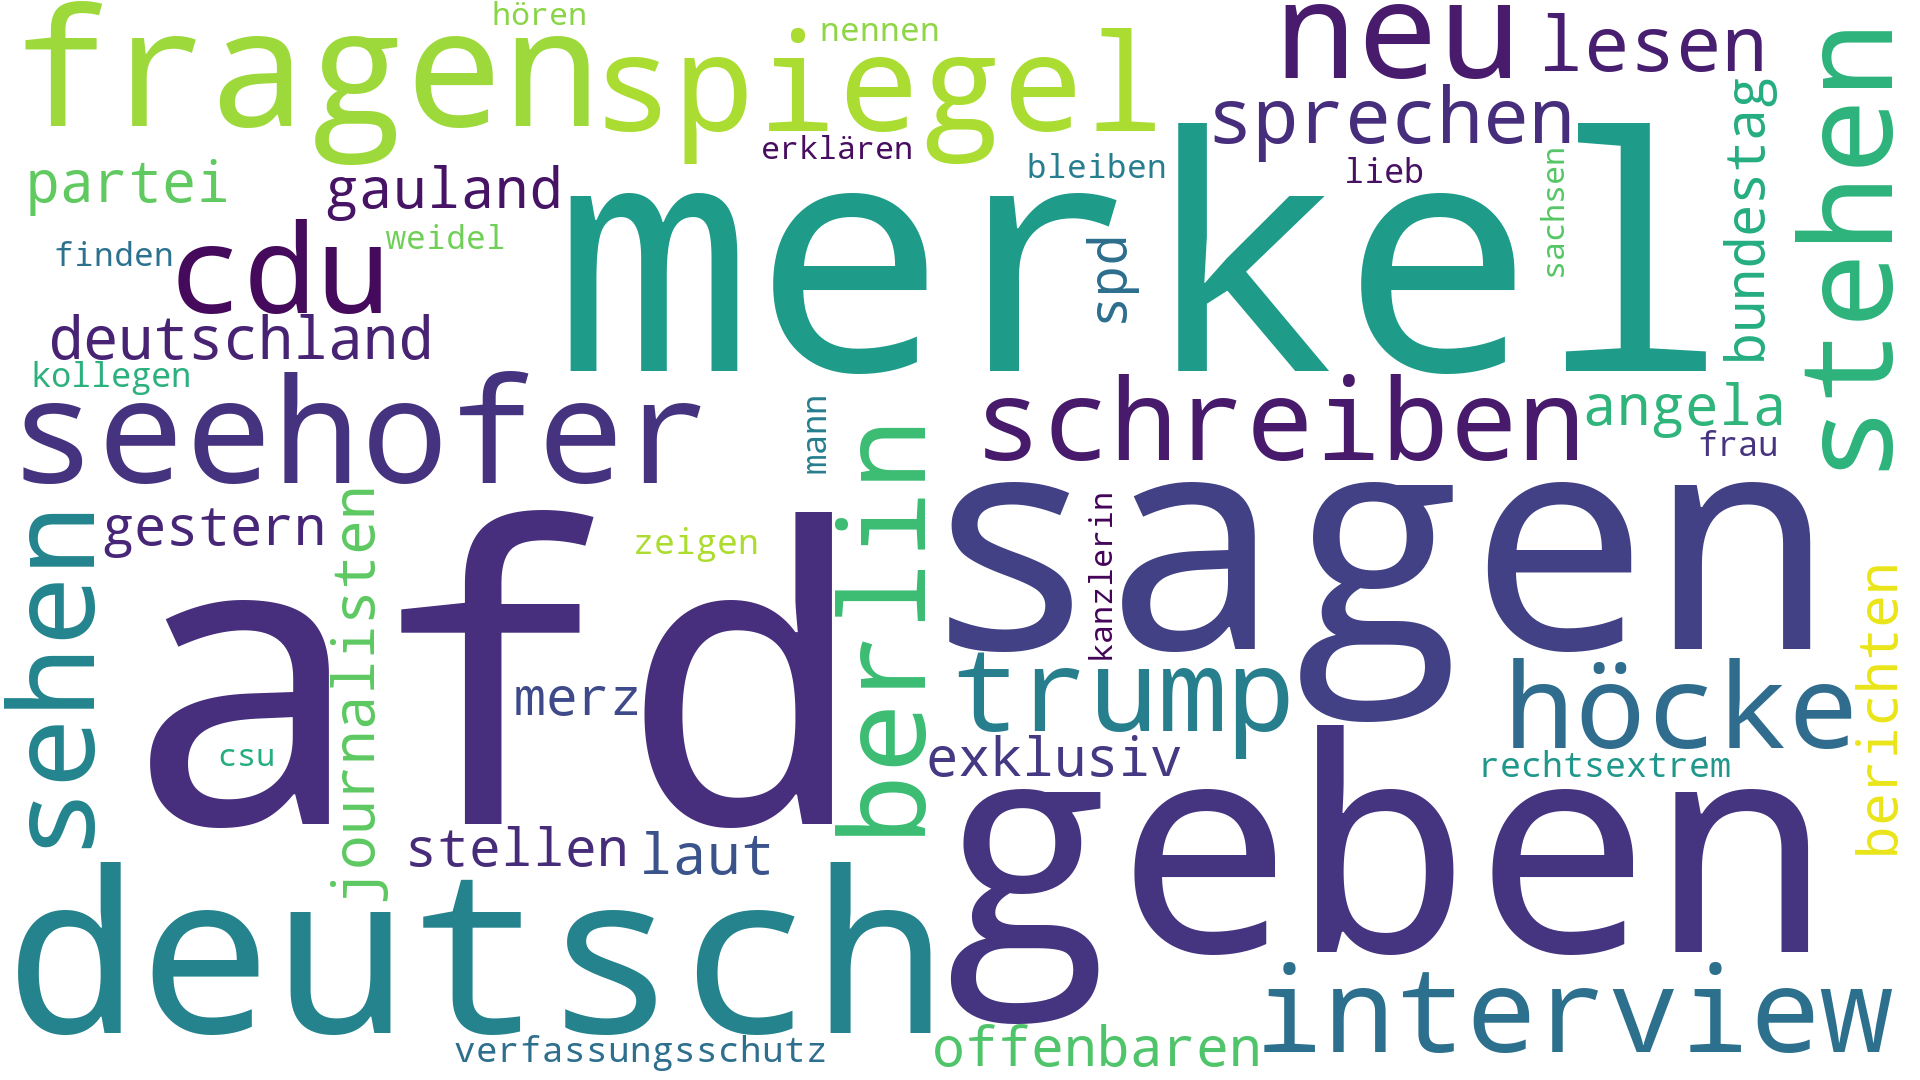 hören
nennen
fragen
spiegel
neu
lesen
sprechen
stehen
bundestag
partei
gauland
erklären
bleiben
lieb
sachsen
merkel
weidel
finden
cdu
spd
deutschland
kollegen
seehofer
mann
schreiben
angela
frau
gestern
journalisten
zeigen
berlin
kanzlerin
sagen
sehen
afd
merz
csu
trump
höcke
exklusiv
rechtsextrem
berichten
stellen
laut
geben
deutsch
interview
verfassungsschutz
offenbaren